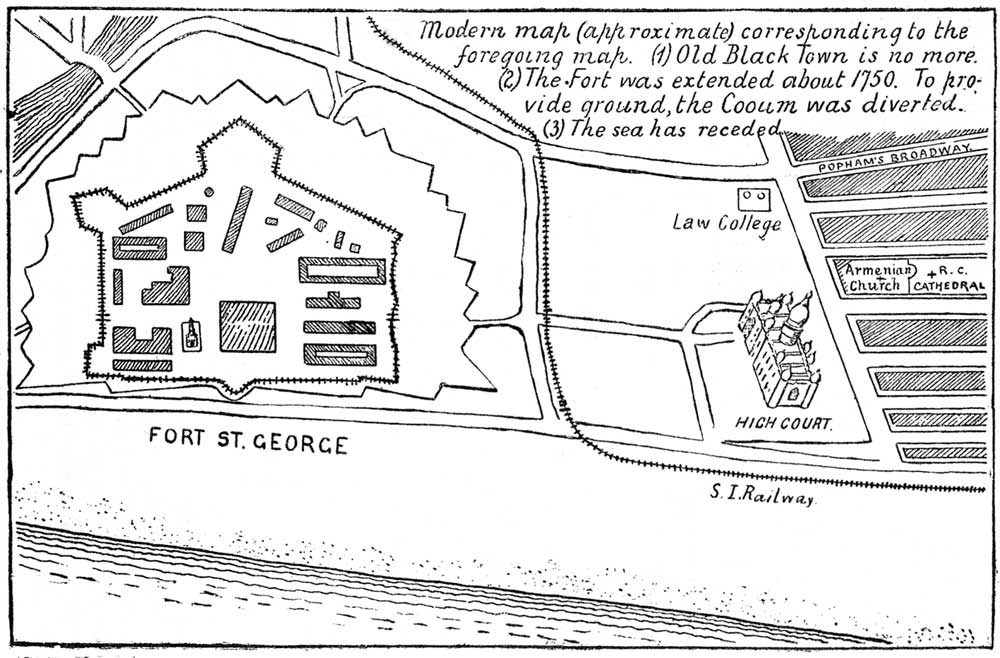 Modern map (approximate) corresponding to the
foregoing map. (1) Old Black Town is no more.
(2) The Fort was extended about 1750. To pro-
vide ground, the Cooum was diverted.
(3) The sea has receded
POPHAM'S BROADWAY.
Law College
Armenian
Church
R. C.
CATHEDRAL
HIGH COURT.
FORT ST. GEORGE
S. I. Railway.